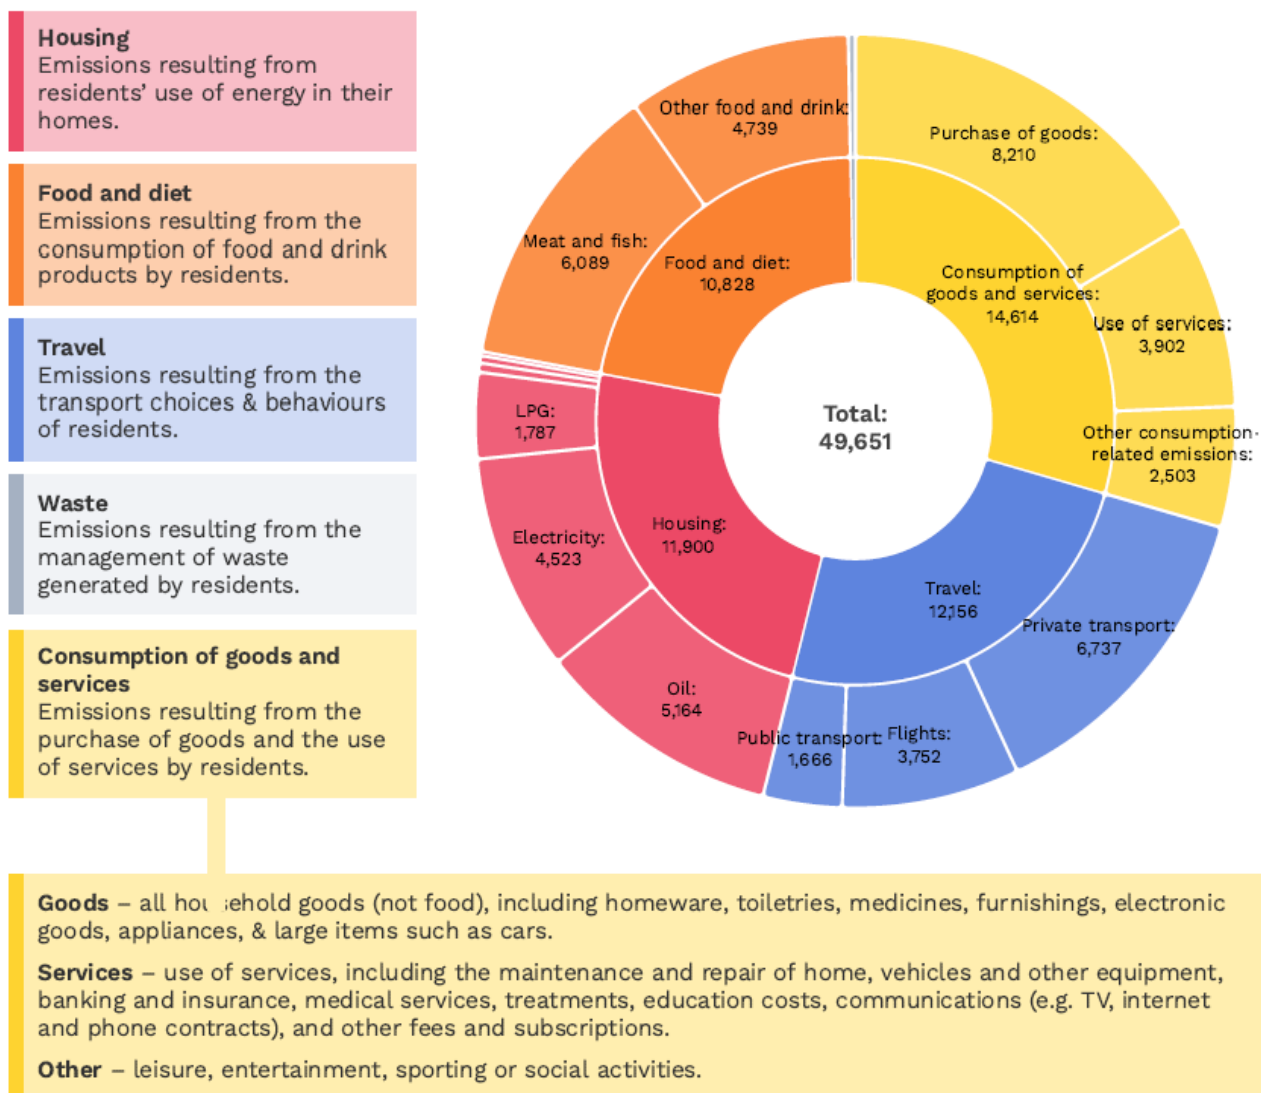 Housing
Emissions resulting from
residents’ use of energy in their
homes.
Food and diet
Emissions resulting from the
consumption of food and drink
products by residents.
Travel
Emissions resulting from the
transport choices & behaviours
of residents.
Waste
Emissions resulting from the
management of waste
generated by residents.
Consumption of goods and
services
Emissions resulting from the
purchase of goods and the use
of services by residents.
Other food and drink:
4,739
Purchase of goods:
8,210
Meat and fish:
6,089
Food and diet:
10,828
Consumption of
goods and services:
14,614
Use of services:
3,902
LPG:
1,787
Total:
49,651
Other consumption-
related emissions:
2,503
Electricity:
4,523
Housing:
11,900
Travel:
12,156
Private transport:
6,737
Oil:
5,164
Public transport:
1,666
Flights:
3,752
Goods – all household goods (not food), including homeware, toiletries, medicines, furnishings, electronic
goods, appliances, & large items such as cars.
Services – use of services, including the maintenance and repair of home, vehicles and other equipment,
banking and insurance, medical services, treatments, education costs, communications (e.g. TV, internet
and phone contracts), and other fees and subscriptions.
Other – leisure, entertainment, sporting or social activities.